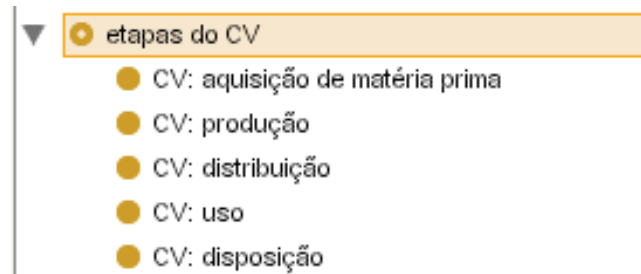 etapas do CV
CV: aquisição de matéria prima
CV: produção
CV: distribuição
CV: uso
CV: disposição